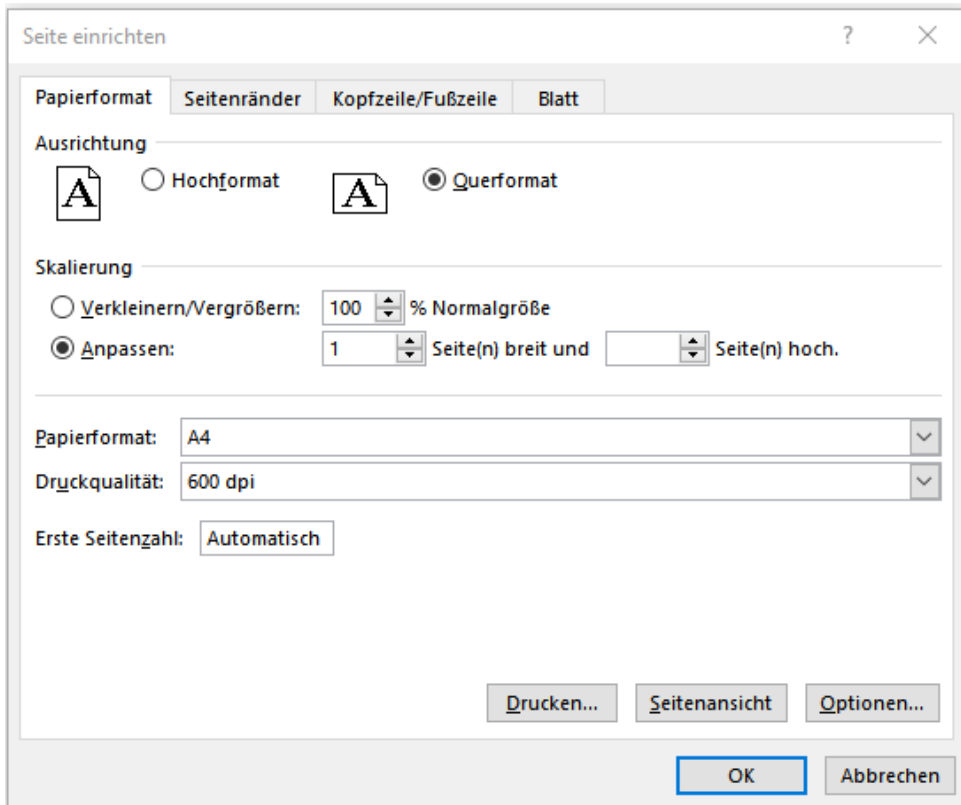 Seite einrichten ?
Papierformat Seitenränder Kopfzeile/Fußzeile Blatt
Ausrichtung
A Hochformat A Querformat
Skalierung
Verkleinern/Vergrößern: 100 % Normalgröße
Anpassen: 1 Seite(n) breit und Seite(n) hoch.
Papierformat: A4
Druckqualität: 600 dpi
Erste Seitenzahl: Automatisch
Drucken... Seitenansicht Optionen...
OK Abbrechen